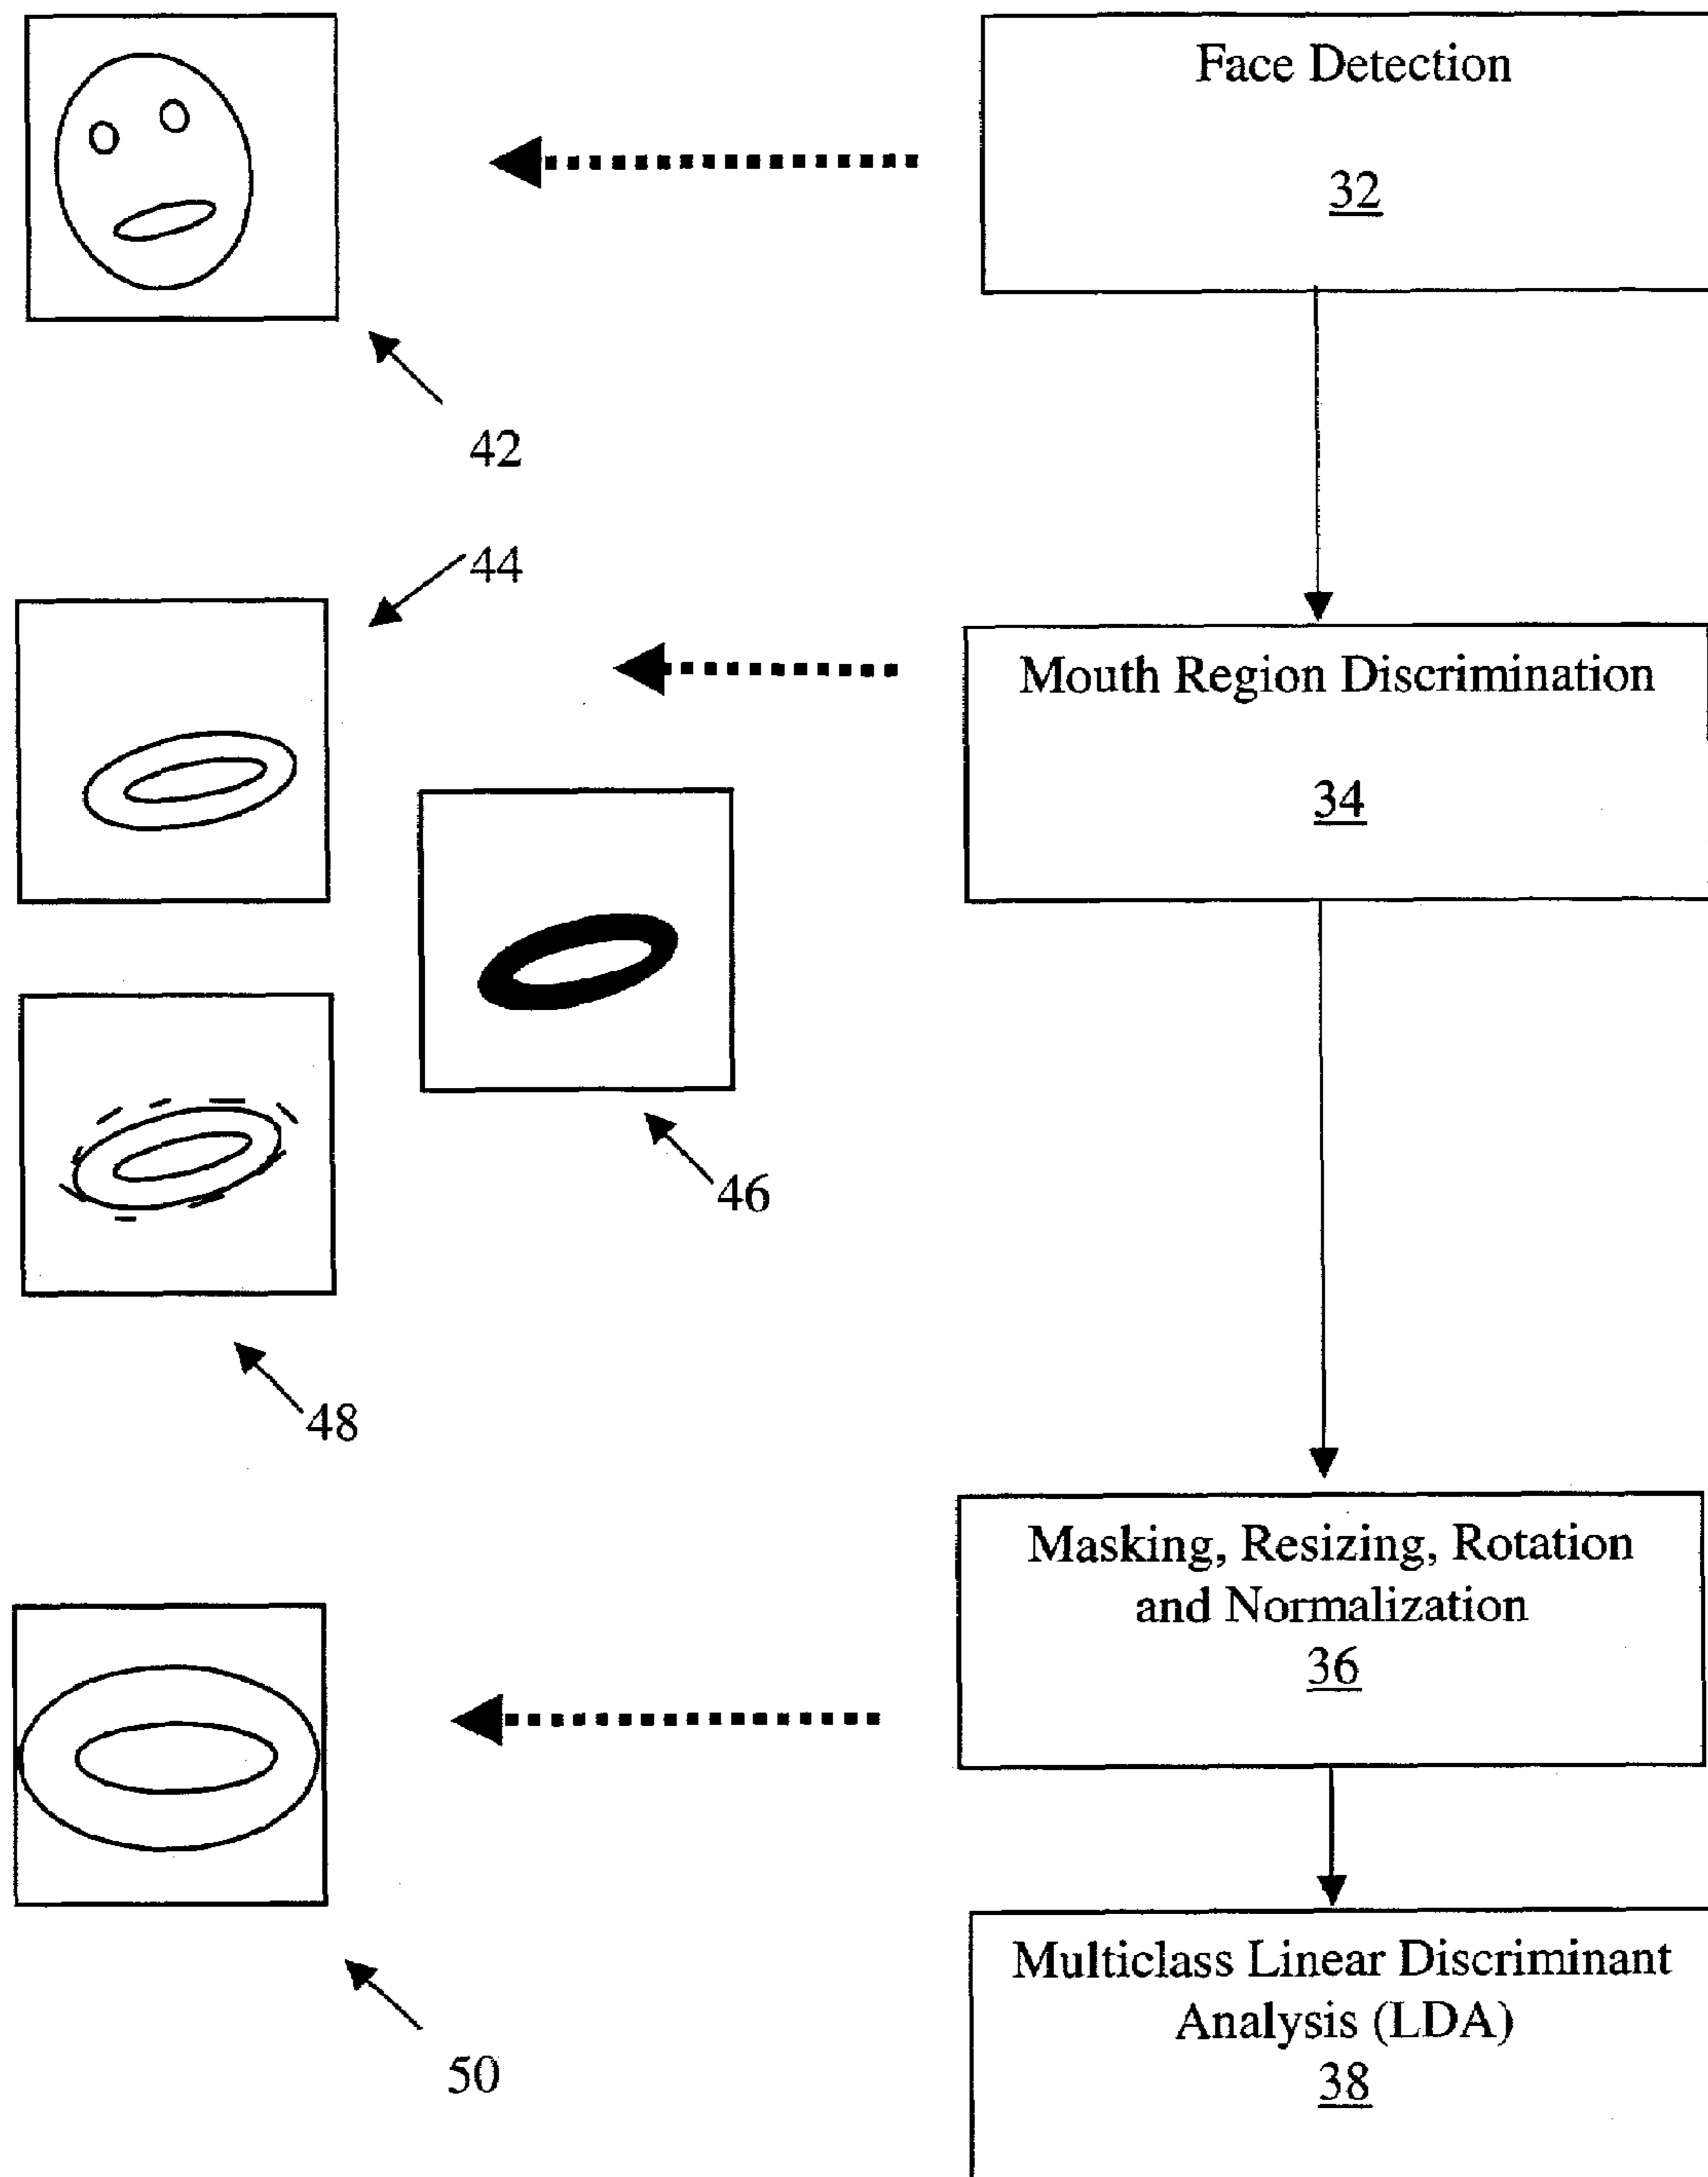 Face Detection
32
42
44
Mouth Region Discrimination
34
46
48
Masking, Resizing, Rotation
and Normalization
36
50
Multiclass Linear Discriminant
Analysis (LDA)
38